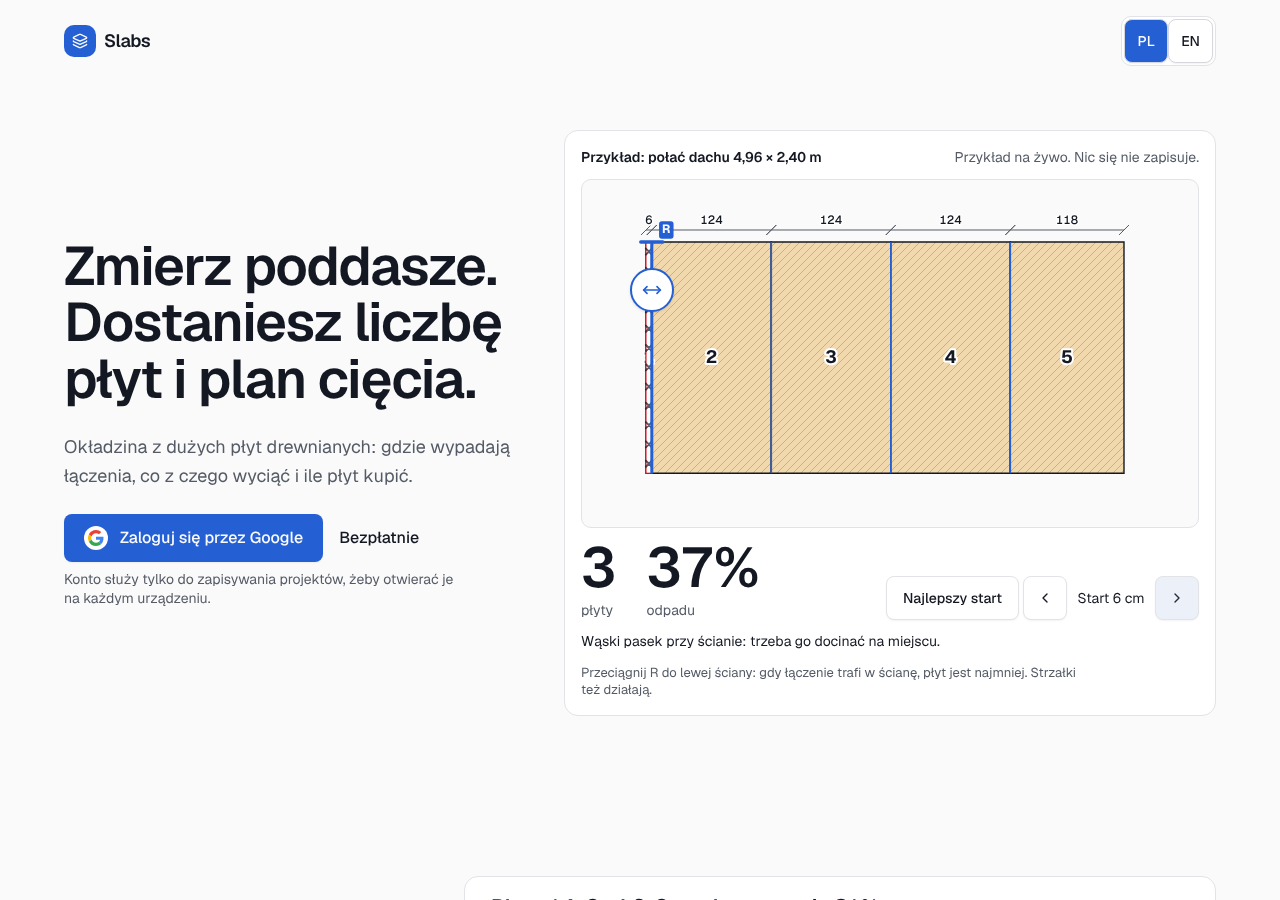 Slabs
PL EN
Zmierz poddasze.
Dostaniesz liczbę
płyt i plan cięcia.
Okładzina z dużych płyt drewnianych: gdzie wypadają
łączenia, co z czego wyciąć i ile płyt kupić.
Zaloguj się przez Google
Bezpłatnie
Konto służy tylko do zapisywania projektów, żeby otwierać je
na każdym urządzeniu.
Przykład: połać dachu 4,96 × 2,40 m
Przykład na żywo. Nic się nie zapisuje.
6 124 124 124 118
R
2 3 4 5
3 37%
płyty odpadu
Najlepszy start
Start 6 cm
Wąski pasek przy ścianie: trzeba go docinać na miejscu.
Przeciągnij R do lewej ściany: gdy łączenie trafi w ścianę, płyt jest najmniej. Strzałki
też działają.